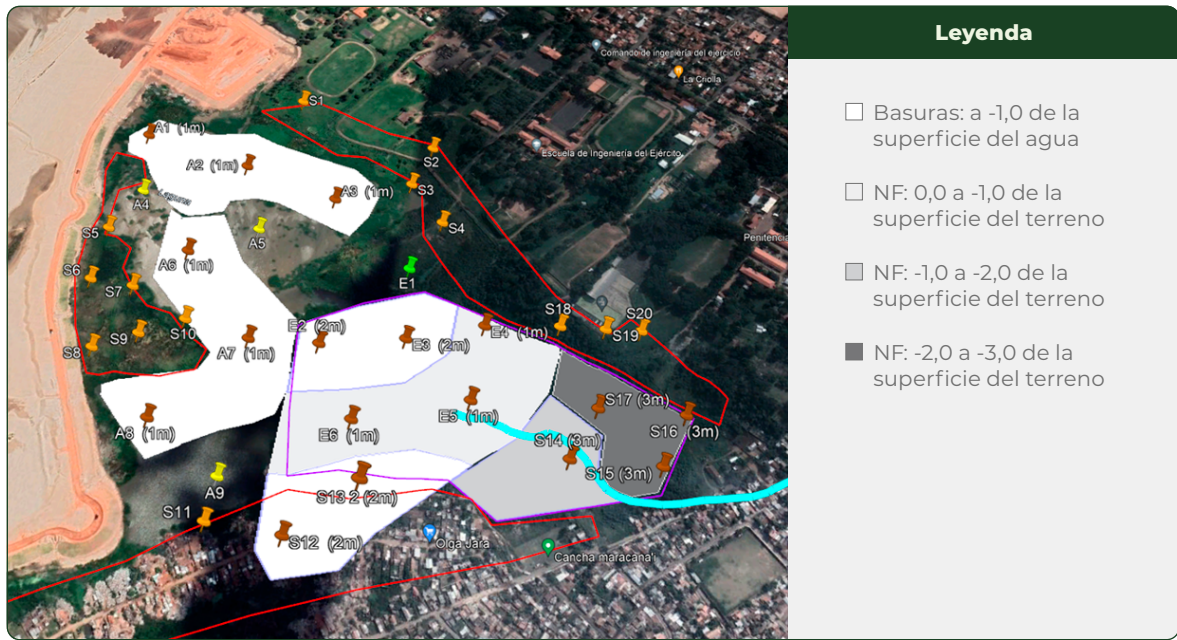 Leyenda
Basuras: a -1,0 de la
superficie del agua
NF: 0,0 a -1,0 de la
superficie del terreno
NF: -1,0 a -2,0 de la
superficie del terreno
NF: -2,0 a -3,0 de la
superficie del terreno
Comando de ingeniería del ejercicio
La Criolla
S1
A1 (1m)
S2
Escuela de Ingeniería del Ejército
A2 (1m)
S3
A3 (1m)
A4
Laguna
S4
S5
A5
Penitencia
A6 (1m)
S6
S7
E1
S18
S20
S10
S9
S19
E2 (2m)
E4 (1m)
S8
A7 (1m)
E3 (2m)
S17 (3m)
E5 (1m)
A8 (1m)
E6 (1m)
S16 (3m)
S14 (3m)
S15 (3m)
A9
S13 2 (2m)
S11
S12 (2m)
Olga Jara
Cancha maracana'